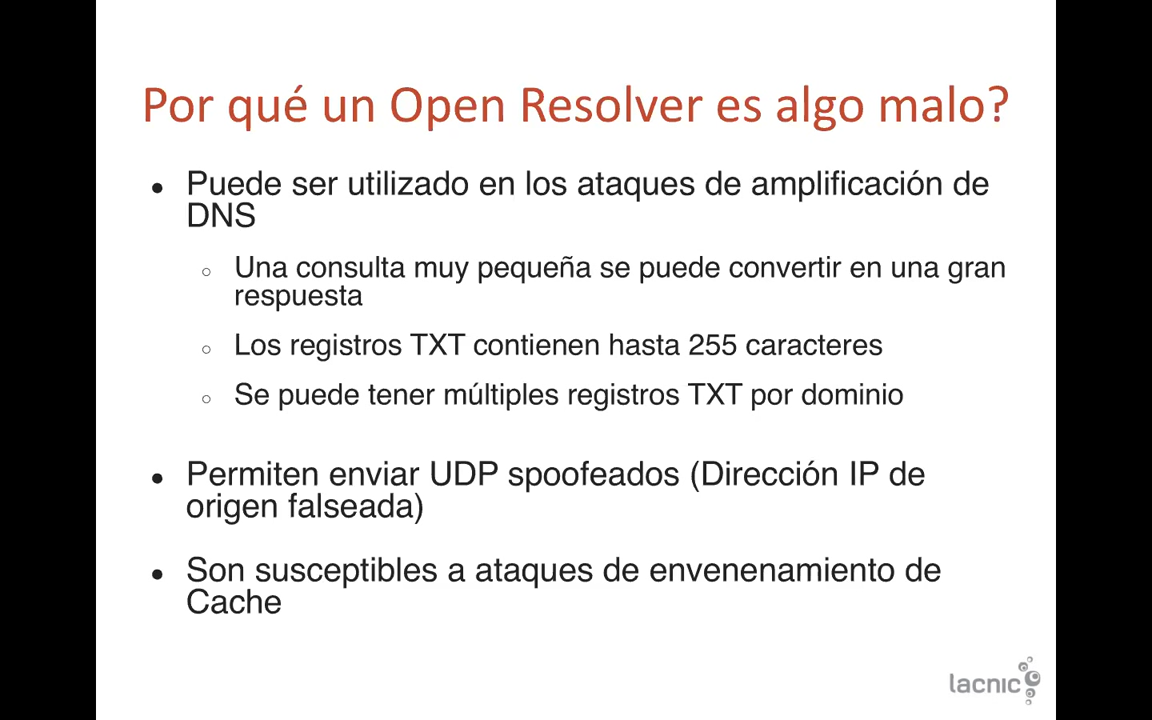 Por qué un Open Resolver es algo malo?
● Puede ser utilizado en los ataques de amplificación de
DNS
○ Una consulta muy pequeña se puede convertir en una gran
respuesta
○ Los registros TXT contienen hasta 255 caracteres
○ Se puede tener múltiples registros TXT por dominio
● Permiten enviar UDP spoofeados (Dirección IP de
origen falseada)
● Son susceptibles a ataques de envenenamiento de
Cache
lacnic